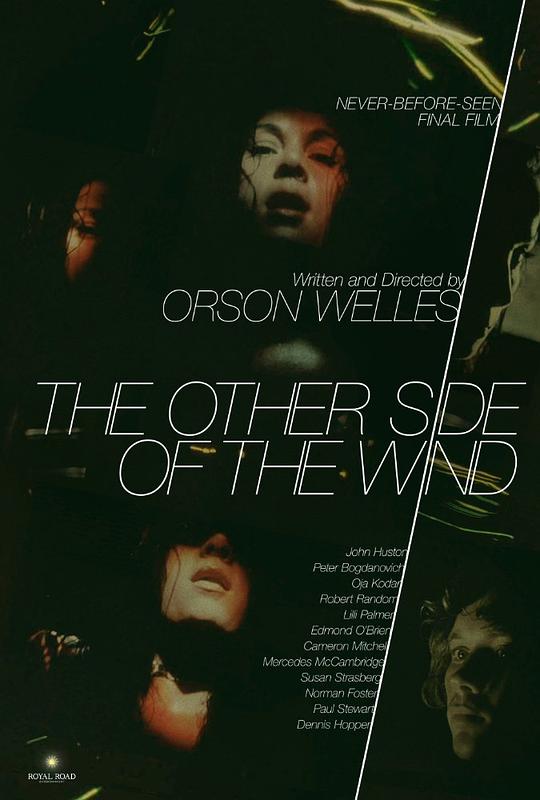 NEVER-BEFORE-SEEN
FINAL FILM
Written and Directed by
ORSON WELLES
THE OTHER SIDE
OF THE WIND
John Huston
Peter Bogdanovich
Oja Kodar
Robert Random
Lilli Palmer
Edmond O'Brien
Cameron Mitchell
Mercedes McCambridge
Susan Strasberg
Norman Foster
Paul Stewart
Dennis Hopper
ROYAL ROAD
ENTERTAINMENT